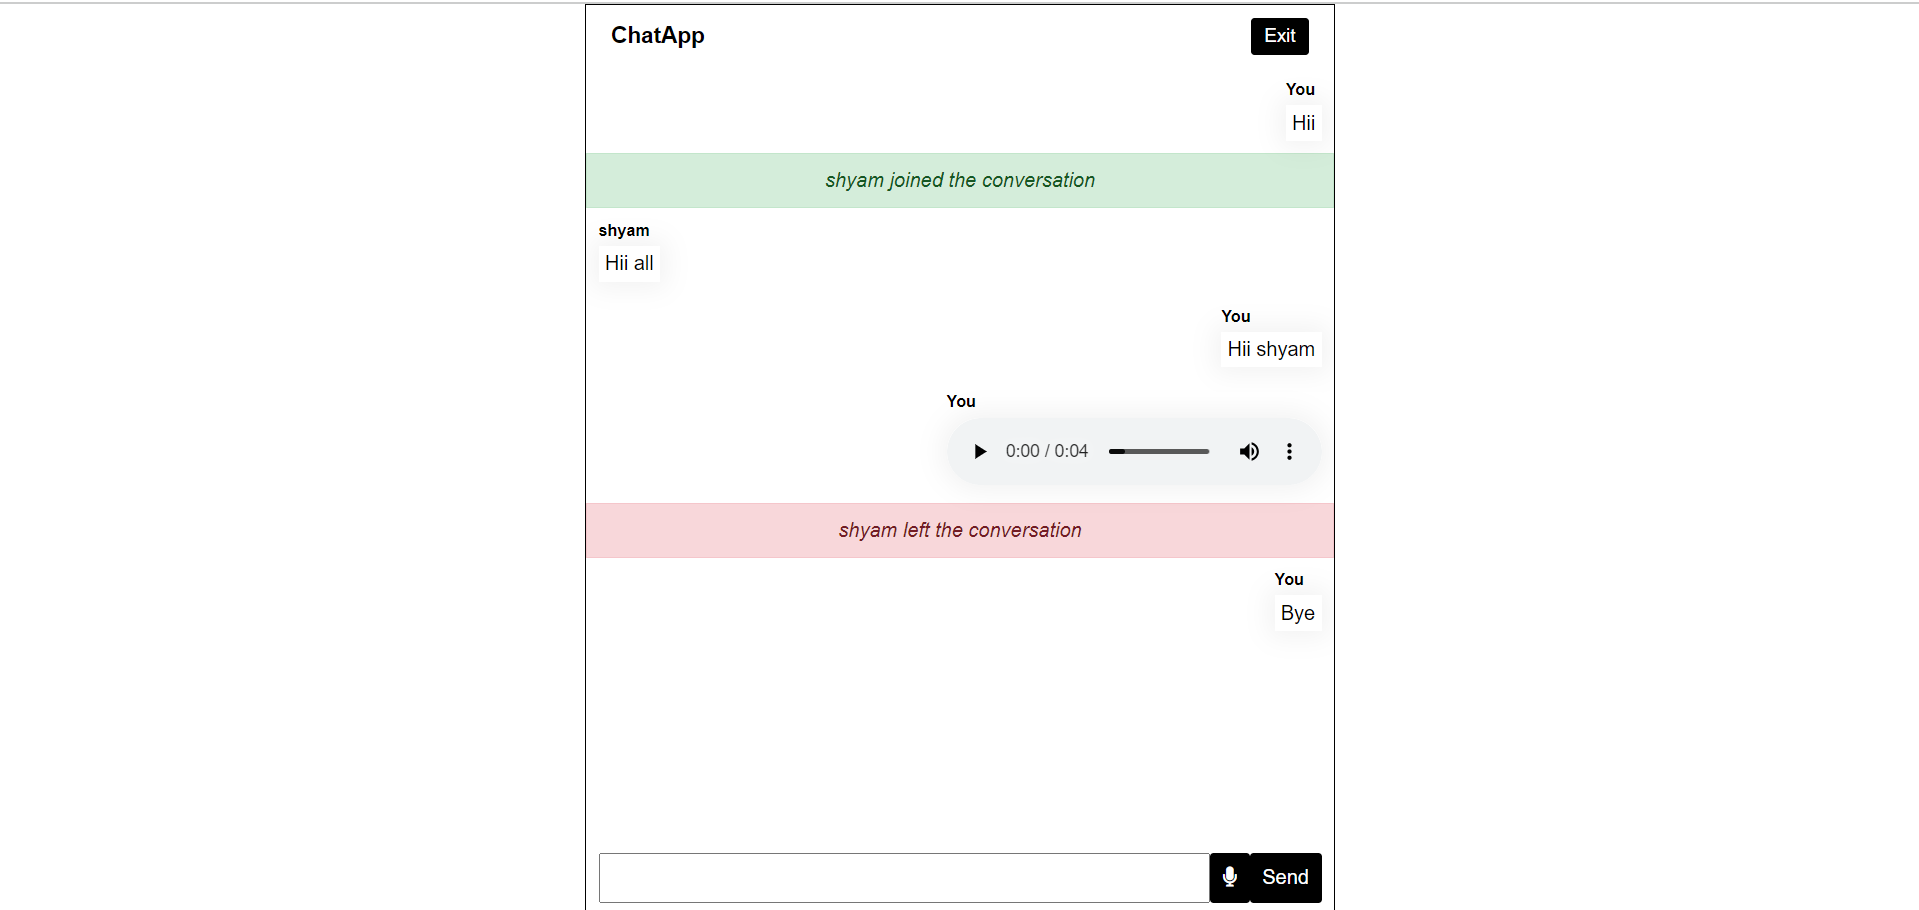 ChatApp
Exit
You
Hii
shyam joined the conversation
shyam
Hii all
You
Hii shyam
You
0:00 / 0:04
shyam left the conversation
You
Bye
Send